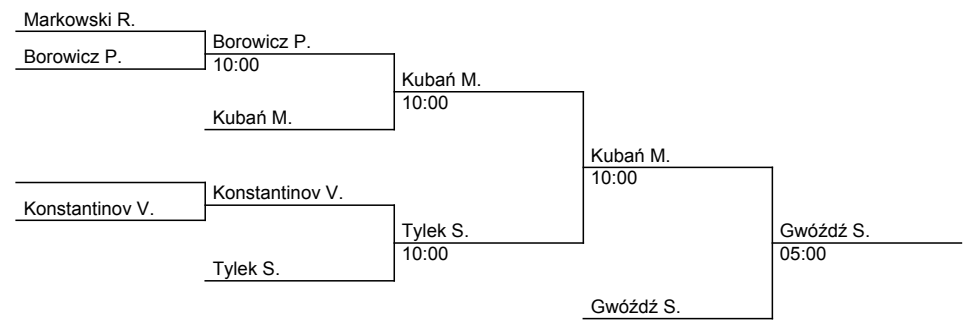 Markowski R.
Borowicz P.
Borowicz P.
10:00
Kubań M.
Kubań M.
10:00
Konstantinov V.
Konstantinov V.
Tylek S.
Tylek S.
10:00
Kubań M.
10:00
Gwóźdź S.
Gwóźdź S.
05:00